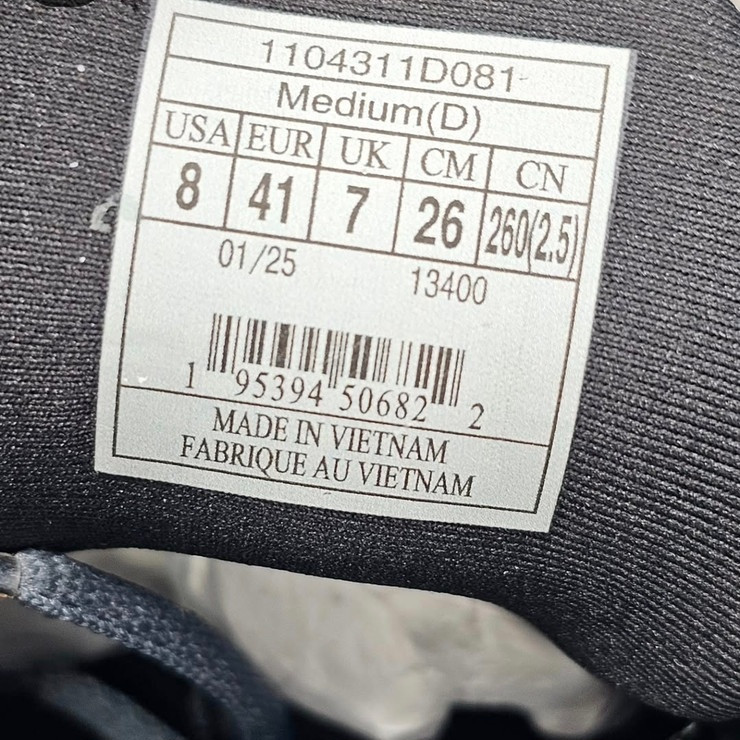 1104311D081
Medium(D)
USA EUR UK CM CN
8 41 7 26 260(2.5)
01/25 13400
1 95394 50682 2
MADE IN VIETNAM
FABRIQUE AU VIETNAM